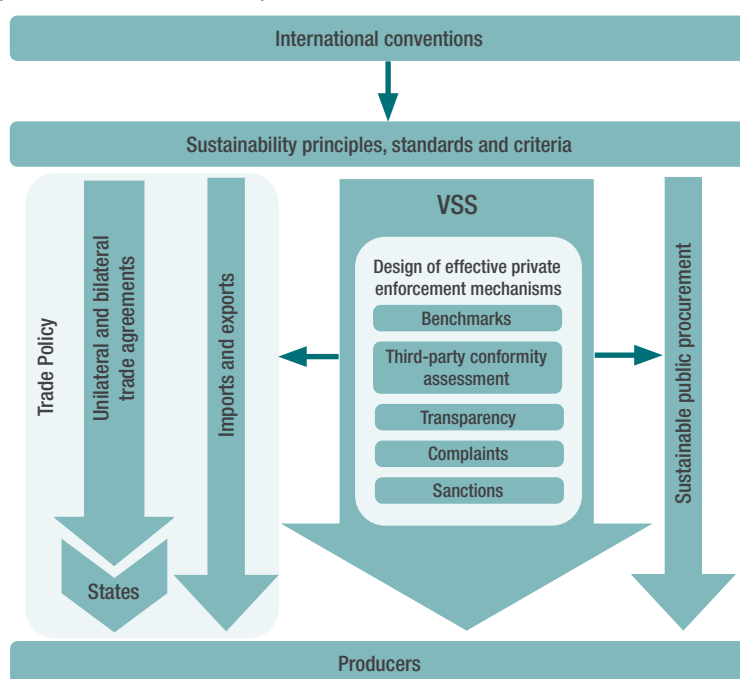 International conventions
Sustainability principles, standards and criteria
Trade Policy
Unilateral and bilateral
trade agreements
States
Imports and exports
VSS
Design of effective private
enforcement mechanisms
Benchmarks
Third-party conformity
assessment
Transparency
Complaints
Sanctions
Sustainable public procurement
Producers